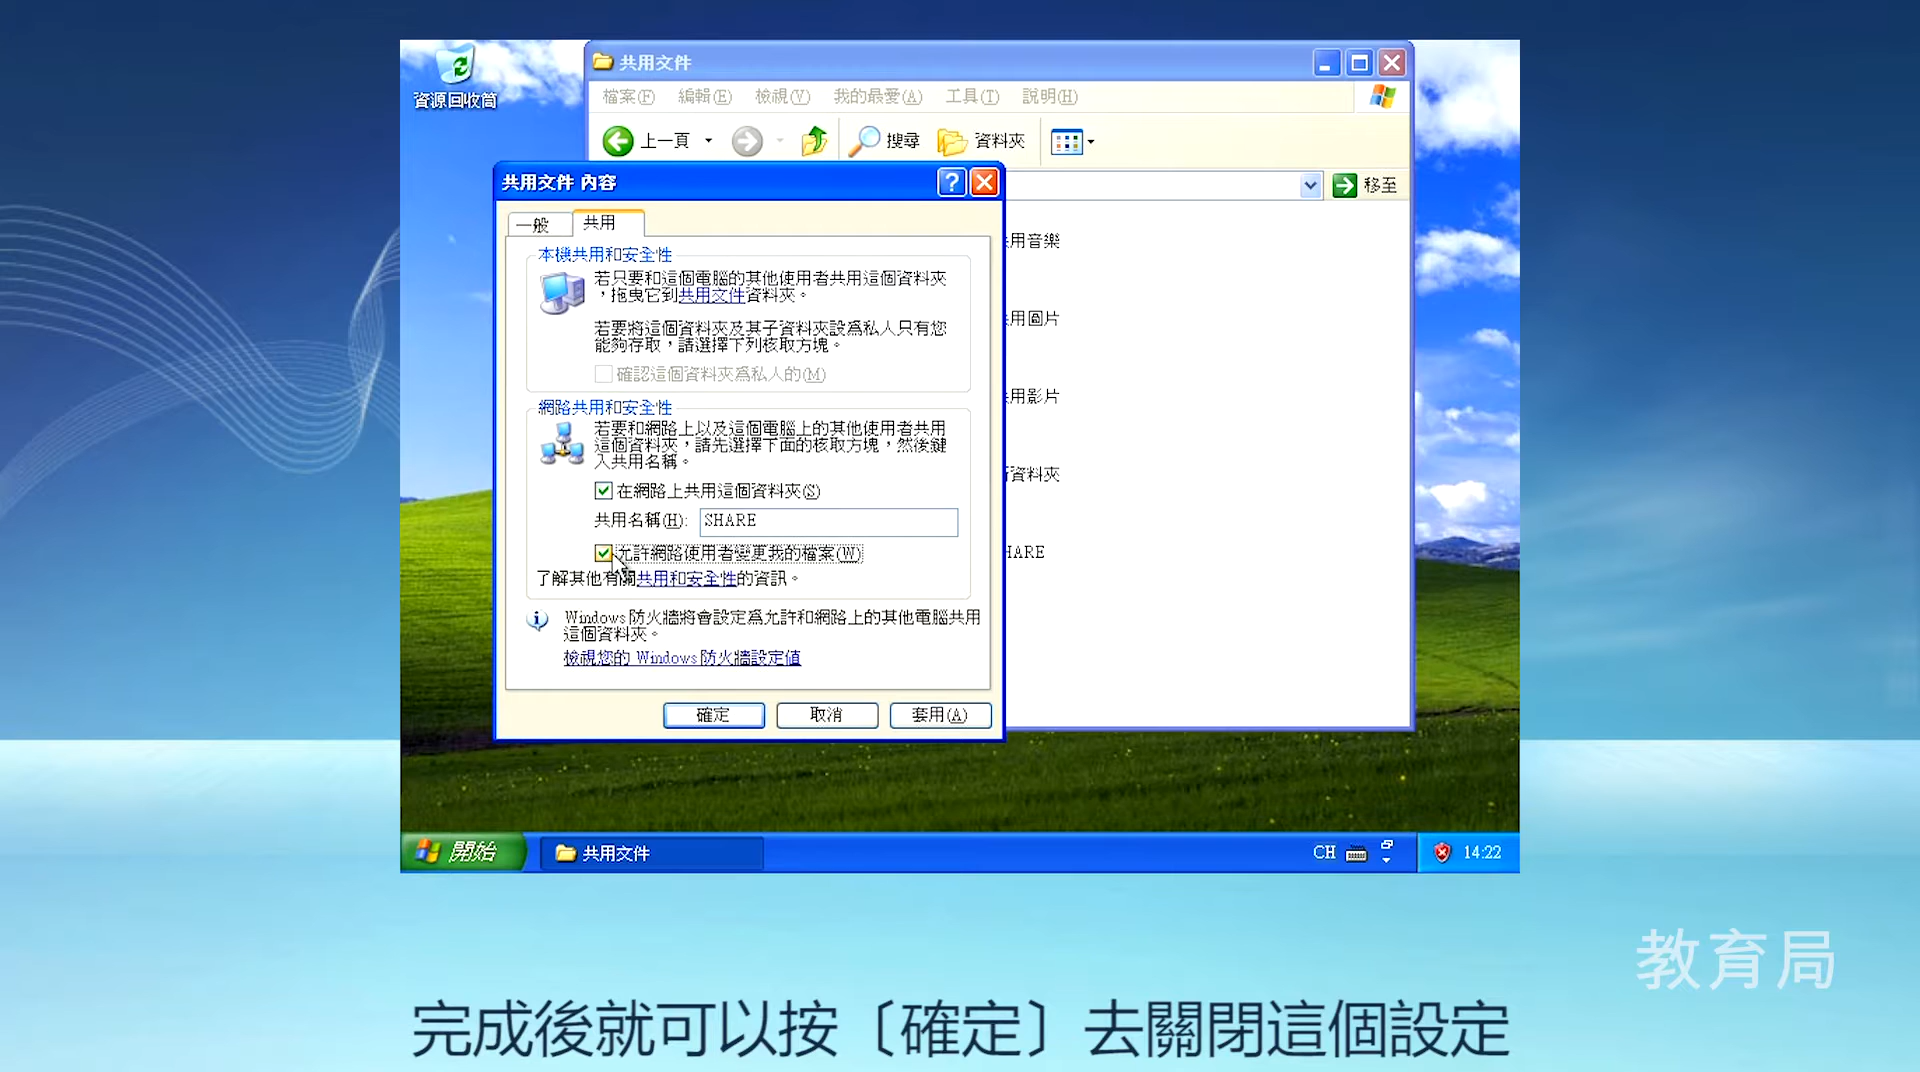 資源回收筒
共用文件
檔案(F) 編輯(E) 檢視(V) 我的最愛(A) 工具(T) 說明(H)
上一頁 搜尋 資料夾
移至
共用文件 內容
一般 共用
本機共用和安全性
若只要和這個電腦的其他使用者共用這個資料夾
，拖曳它到共用文件資料夾。
若要將這個資料夾及其子資料夾設為私人只有您
能夠存取，請選擇下列核取方塊。
確認這個資料夾為私人的(M)
網路共用和安全性
若要和網路上以及這個電腦上的其他使用者共用
這個資料夾，請先選擇下面的核取方塊，然後鍵
入共用名稱。
在網路上共用這個資料夾(S)
共用名稱(H): SHARE
允許網路使用者變更我的檔案(W)
了解其他有關共用和安全性的資訊。
Windows 防火牆將會設定為允許和網路上的其他電腦共用
這個資料夾。
檢視您的 Windows 防火牆設定值
確定 取消 套用(A)
用音樂
用圖片
用影片
資料夾
HARE
開始 共用文件 CH 14:22
教育局
完成後就可以按〔確定〕去關閉這個設定